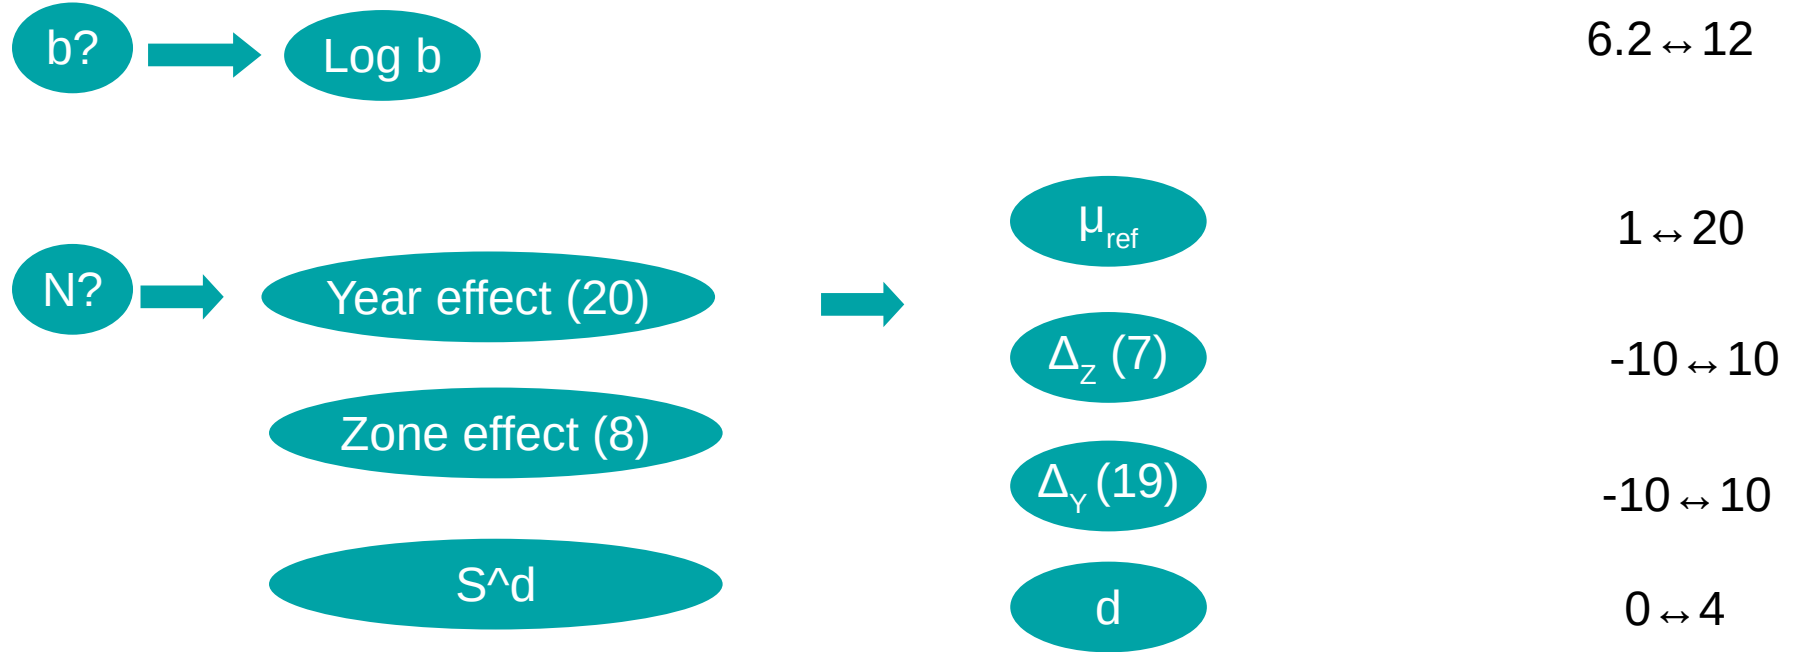 b?
Log b
6.2↔12
μref
1↔20
N?
Year effect (20)
ΔZ (7)
-10↔10
Zone effect (8)
ΔY (19)
-10↔10
S^d
d
0↔4